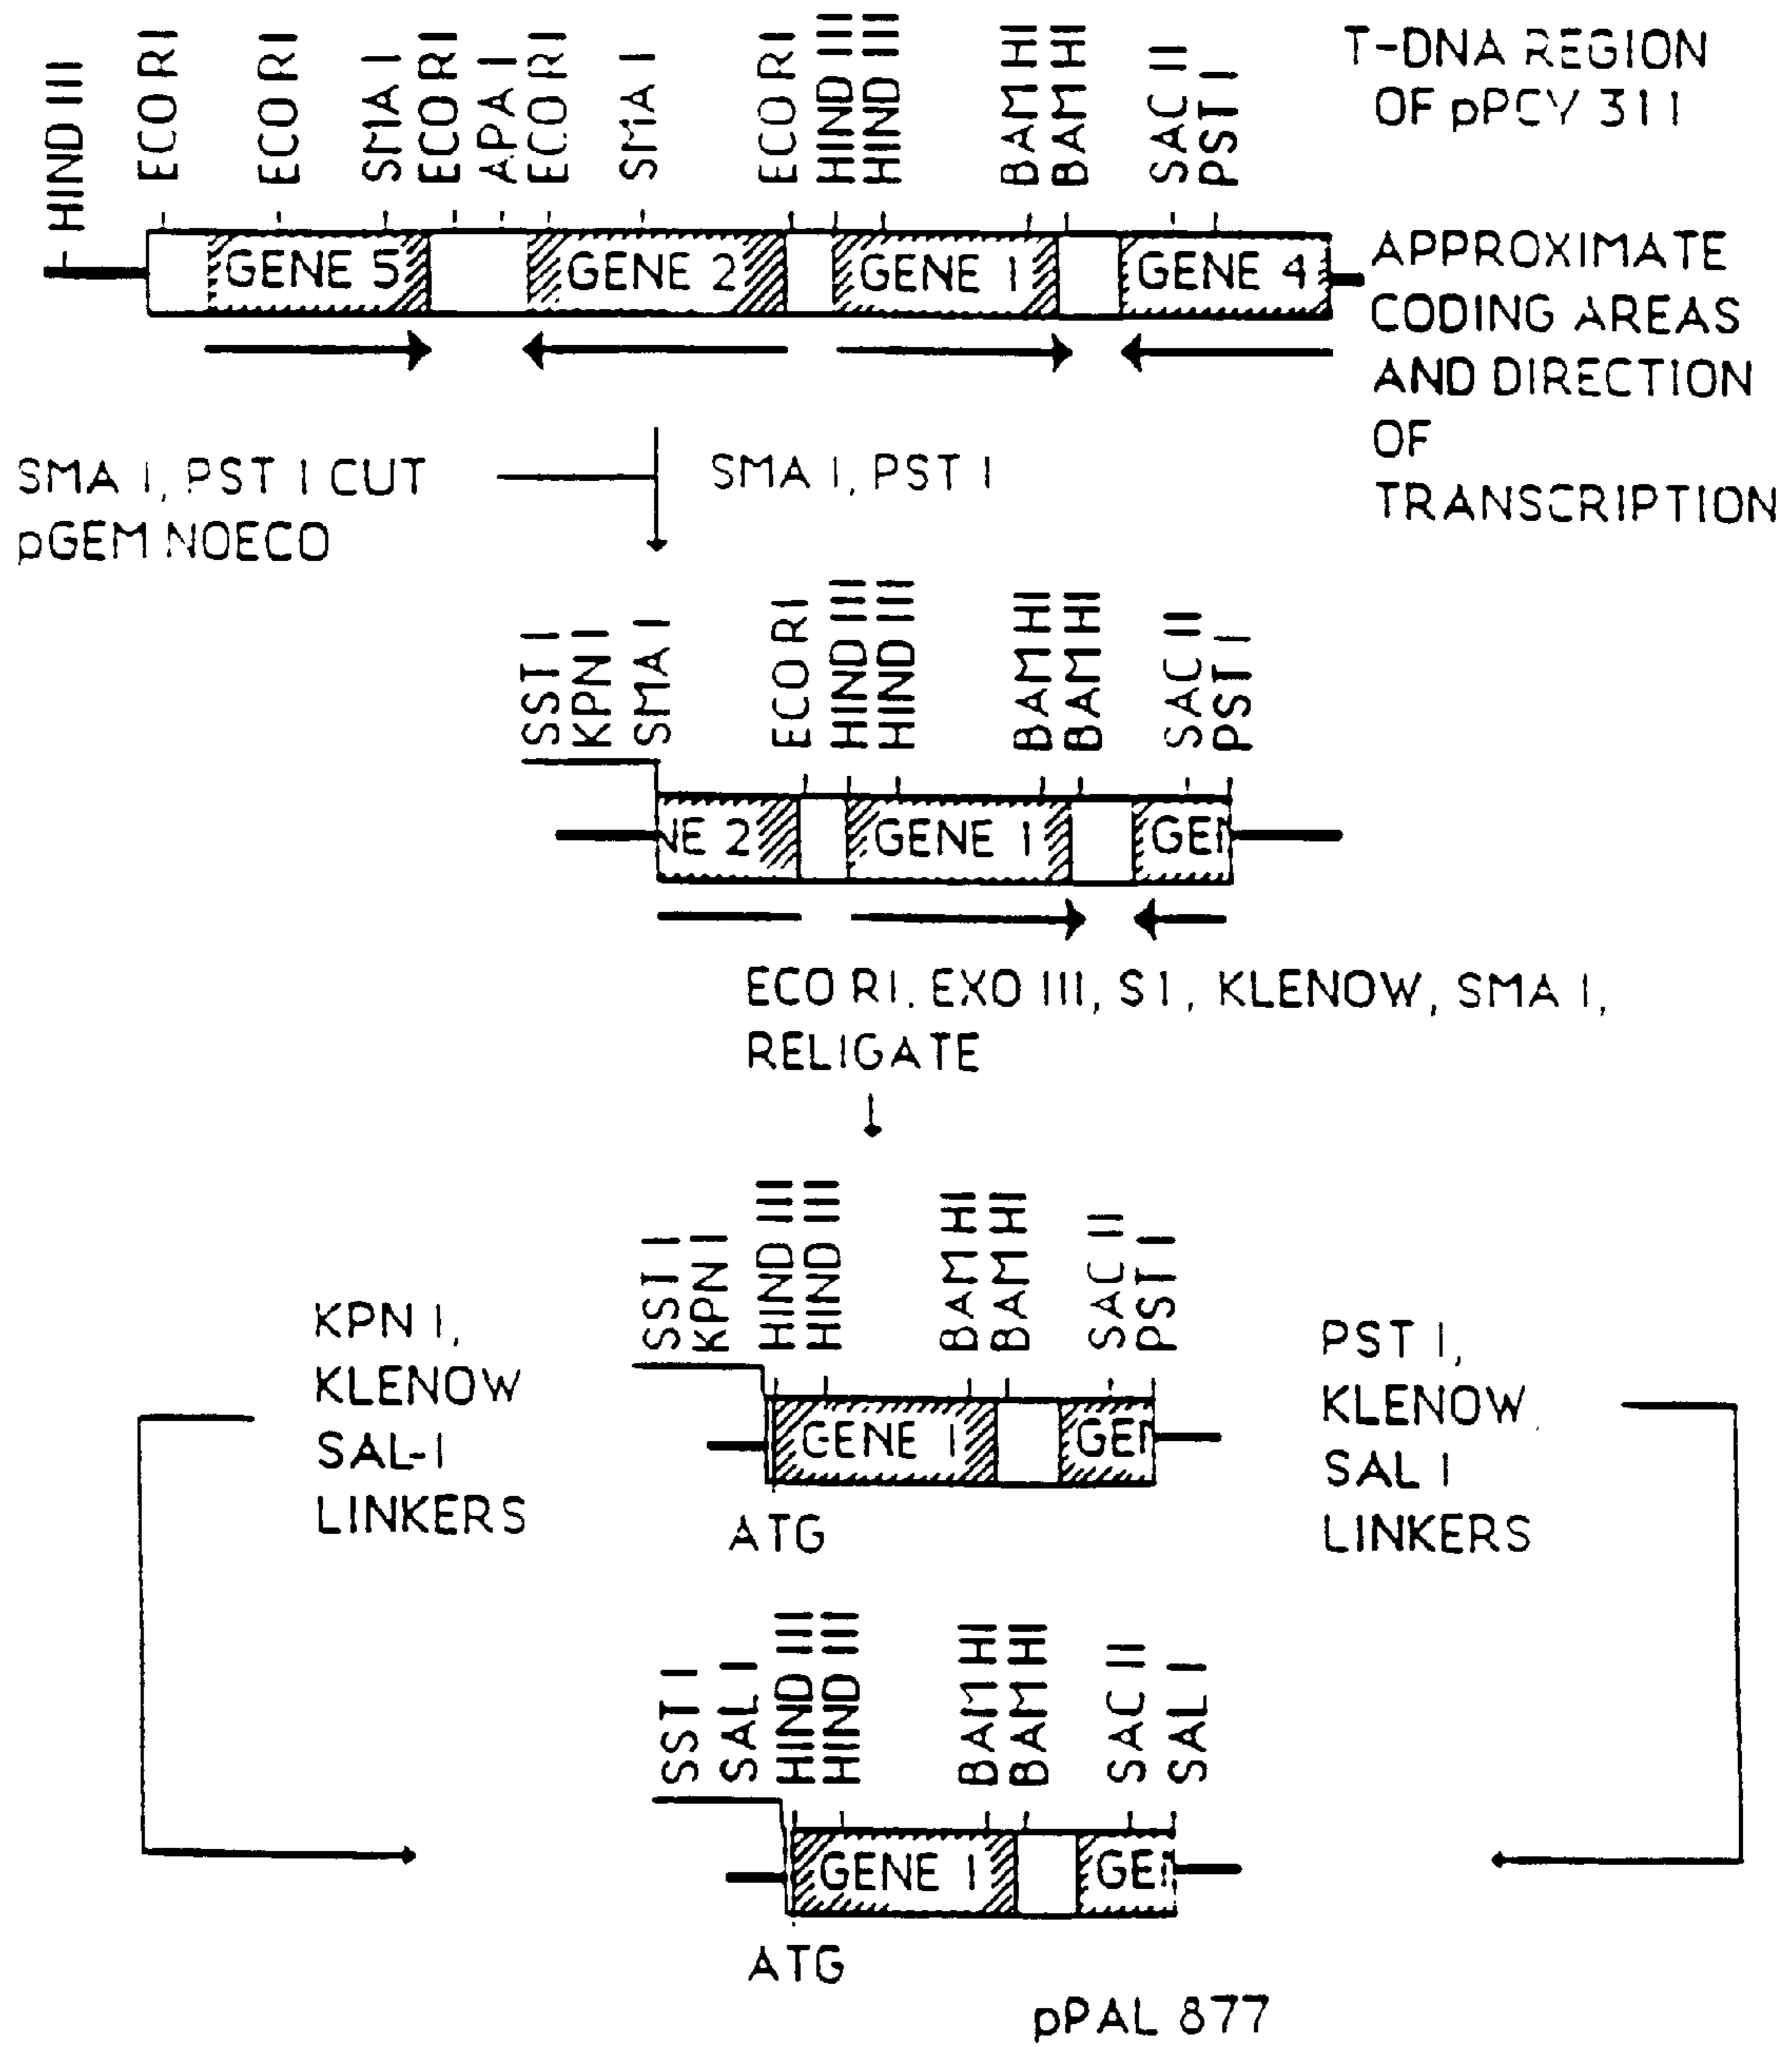 HIND III
ECO RI
ECO RI
SMA I
ECO RI
APA I
ECO RI
SMA I
ECO RI
HIND III
HIND III
BAM HI
BAM HI
SAC II
PST I
T-DNA REGION
OF pPCV 311
GENE 5
GENE 2
GENE 1
GENE 4
APPROXIMATE
CODING AREAS
AND DIRECTION
OF
TRANSCRIPTION
SMA I, PST I CUT
pGEM NOECO
SMA I, PST I
SST I
KPN I
SMA I
ECO RI
HIND III
HIND III
BAM HI
BAM HI
SAC II
PST I
NE 2
GENE 1
GEN
ECO RI, EXO III, S1, KLENOW, SMA I,
RELIGATE
SST I
KPN I
HIND III
HIND III
BAM HI
BAM HI
SAC II
PST I
KPN I,
KLENOW
SAL-I
LINKERS
GENE 1
GEN
ATG
PST I,
KLENOW,
SAL I
LINKERS
SST I
SAL I
HIND III
HIND III
BAM HI
BAM HI
SAC II
SAL I
GENE 1
GEN
ATG
pPAL 877